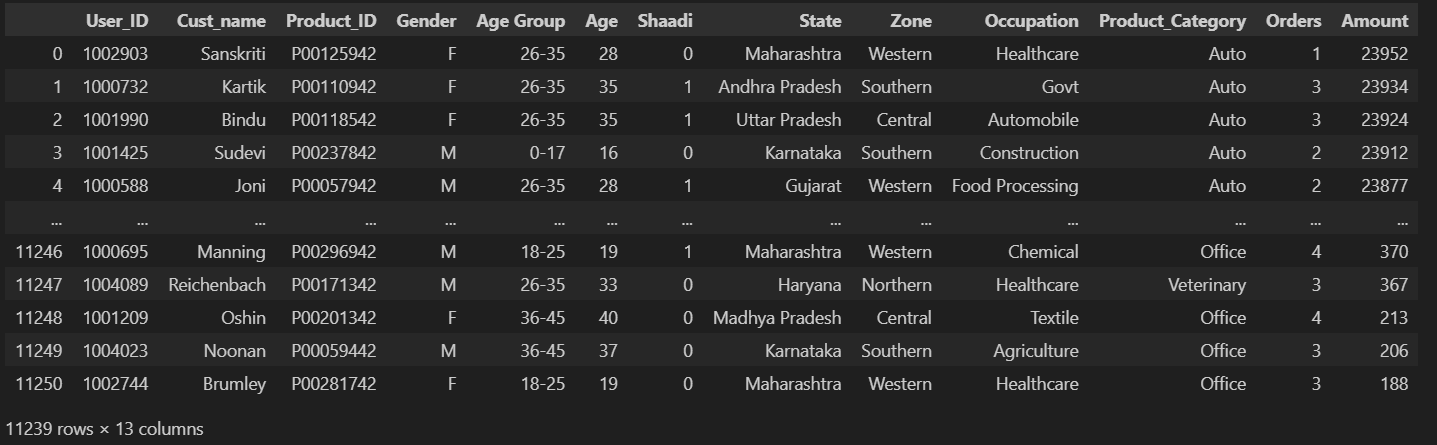 User_ID Cust_name Product_ID Gender Age Group Age Shaadi State Zone Occupation Product_Category Orders Amount
0 1002903 Sanskriti P00125942 F 26-35 28 0 Maharashtra Western Healthcare Auto 1 23952
1 1000732 Kartik P00110942 F 26-35 35 1 Andhra Pradesh Southern Govt Auto 3 23934
2 1001990 Bindu P00118542 F 26-35 35 1 Uttar Pradesh Central Automobile Auto 3 23924
3 1001425 Sudevi P00237842 M 0-17 16 0 Karnataka Southern Construction Auto 2 23912
4 1000588 Joni P00057942 M 26-35 28 1 Gujarat Western Food Processing Auto 2 23877
... ... ... ... ... ... ... ... ... ... ... ... ... ...
11246 1000695 Manning P00296942 M 18-25 19 1 Maharashtra Western Chemical Office 4 370
11247 1004089 Reichenbach P00171342 M 26-35 33 0 Haryana Northern Healthcare Veterinary 3 367
11248 1001209 Oshin P00201342 F 36-45 40 0 Madhya Pradesh Central Textile Office 4 213
11249 1004023 Noonan P00059442 M 36-45 37 0 Karnataka Southern Agriculture Office 3 206
11250 1002744 Brumley P00281742 F 18-25 19 0 Maharashtra Western Healthcare Office 3 188
11239 rows × 13 columns